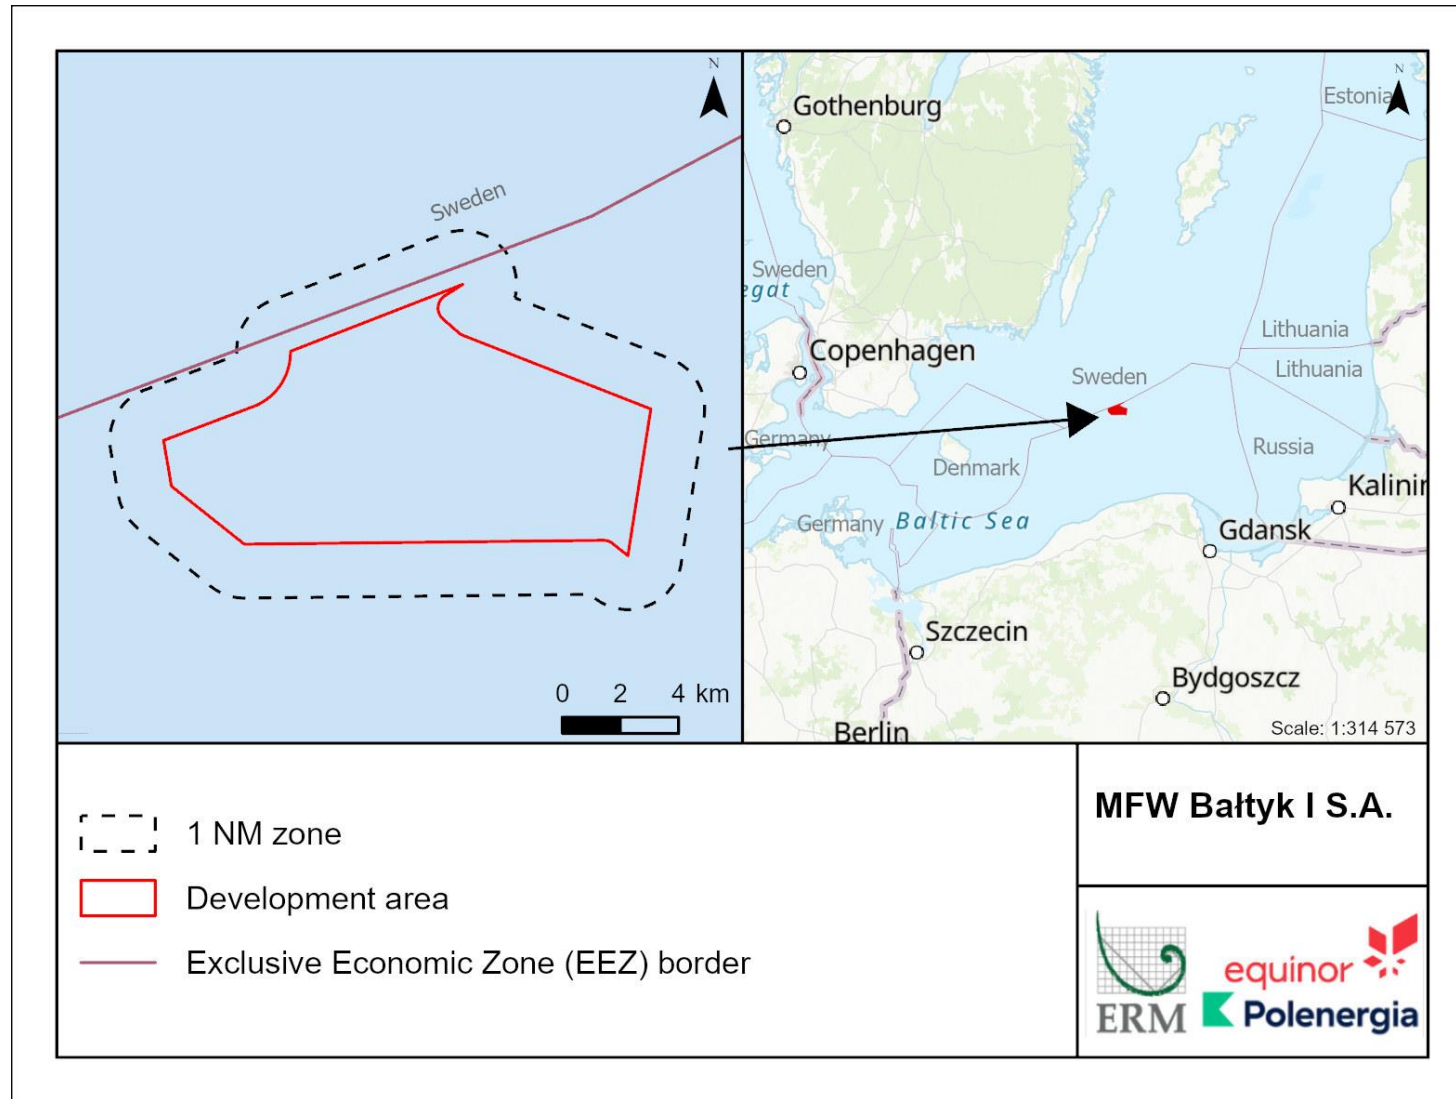 N
Sweden
0 2 4 km
N
Gothenburg
Estonia
Sweden
egat
Copenhagen
Lithuania
Lithuania
Sweden
Germany
Denmark
Russia
Kalinin
Germany
Baltic Sea
Gdansk
Szczecin
Bydgoszcz
Berlin
Scale: 1:314 573
1 NM zone
Development area
Exclusive Economic Zone (EEZ) border
MFW Bałtyk I S.A.
ERM
equinor
Polenergia